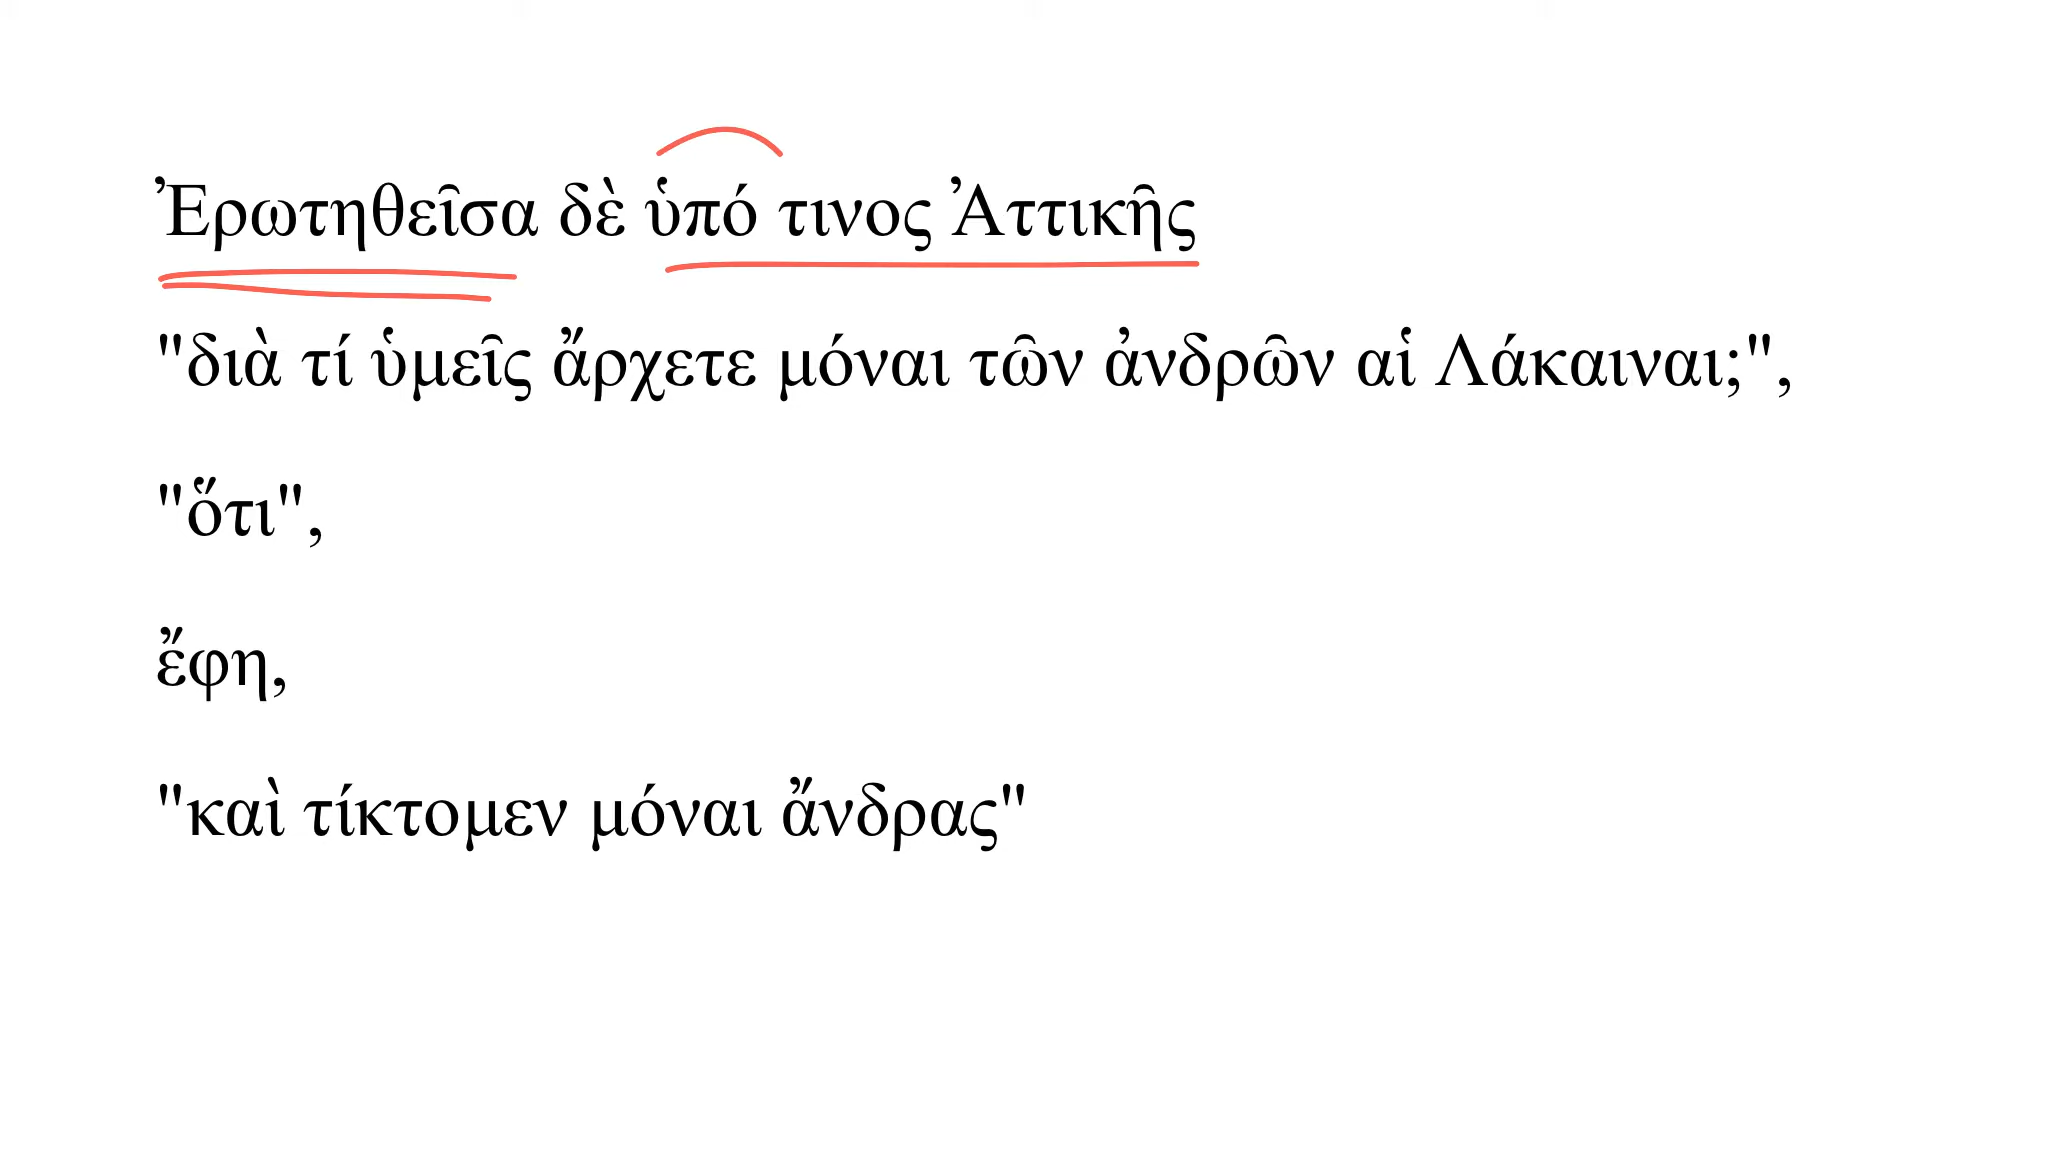 Ἐρωτηθεῖσα δὲ ὑπό τινος Ἀττικῆς
"διὰ τί ὑμεῖς ἄρχετε μόναι τῶν ἀνδρῶν αἱ Λάκαιναι;",
"ὅτι",
ἔφη,
"καὶ τίκτομεν μόναι ἄνδρας"